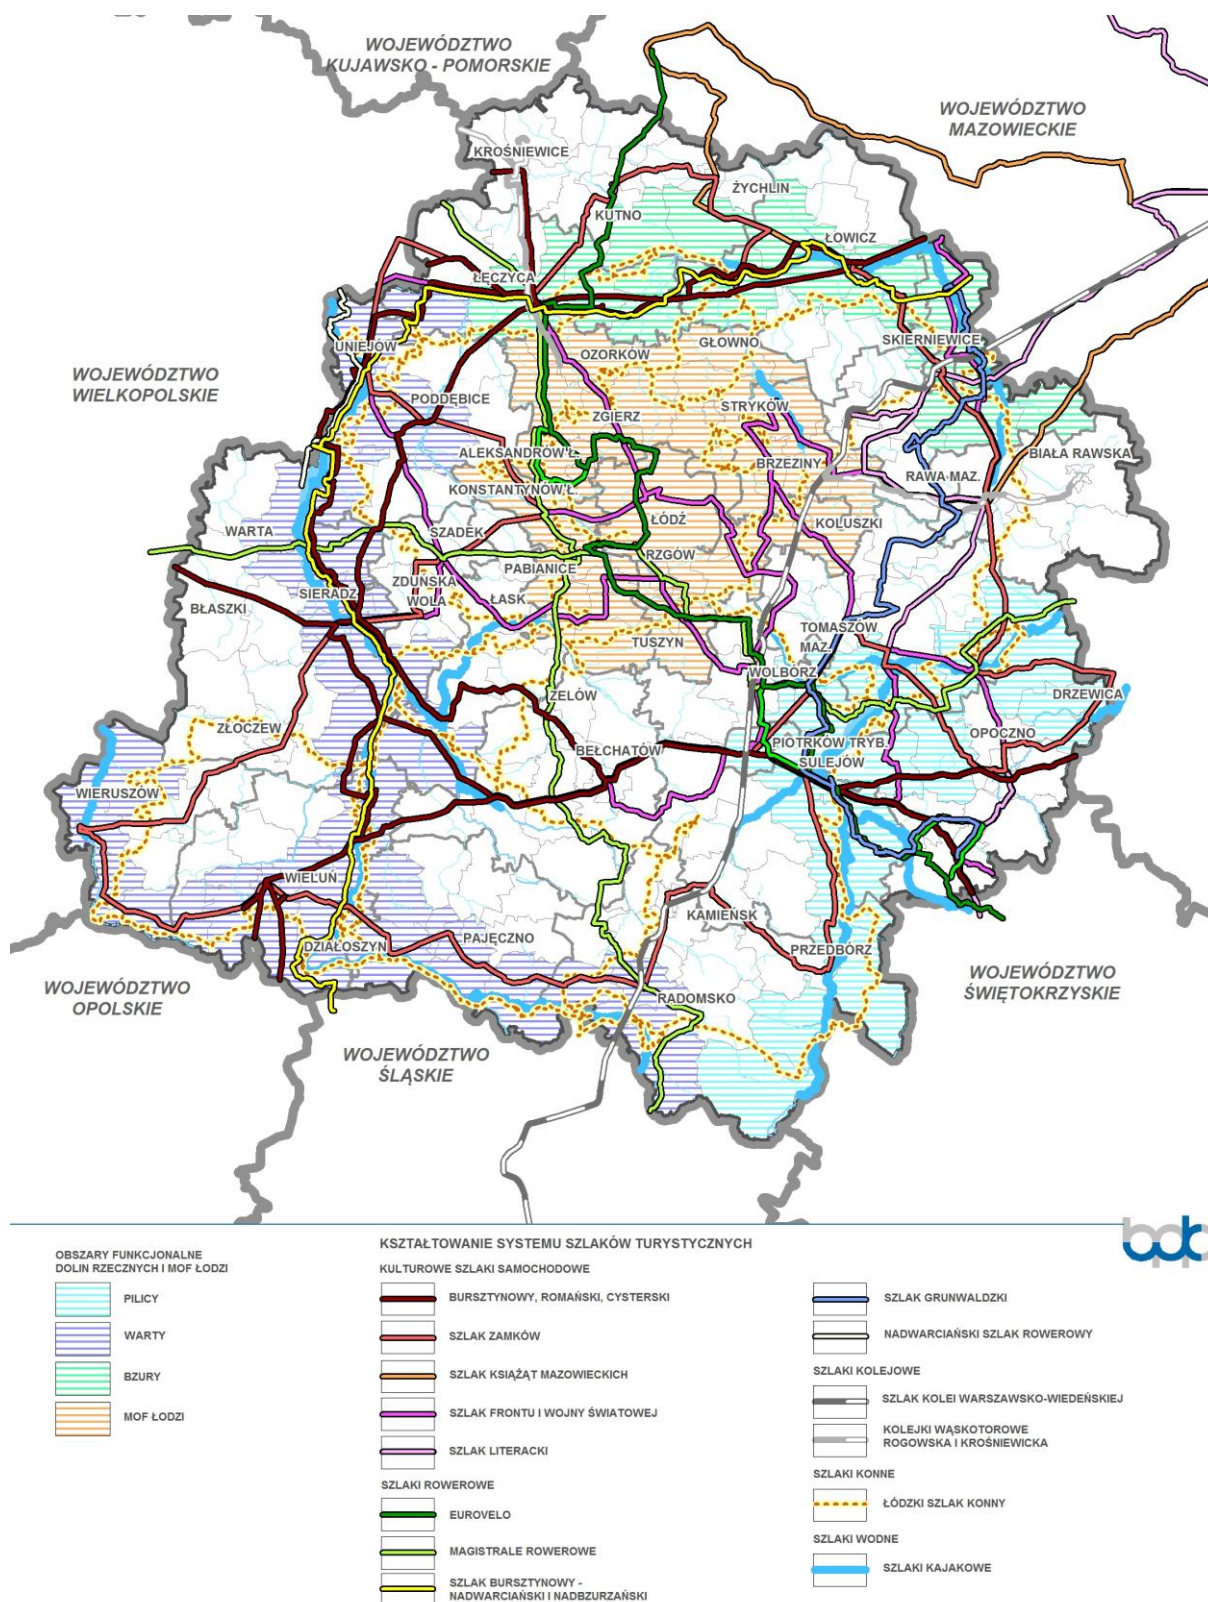 WOJEWÓDZTWO
KUJAWSKO - POMORSKIE
WOJEWÓDZTWO
MAZOWIECKIE
KROŚNIEWICE
ŻYCHLIN
KUTNO
ŁOWICZ
ŁĘCZYCA
UNIEJÓW
OZORKÓW
GŁOWNO
SKIERNIEWICE
WOJEWÓDZTWO
WIELKOPOLSKIE
PODDĘBICE
ZGIERZ
STRYKÓW
ALEKSANDRÓW Ł.
BRZEZINY
BIAŁA RAWSKA
RAWA MAZ.
KONSTANTYNÓW Ł.
WARTA
SZADEK
ŁÓDŹ
KOLUSZKI
PABIANICE
RZGÓW
ZDUŃSKA
WOLA
SIERADZ
ŁASK
BŁASZKI
TUSZYN
TOMASZÓW
MAZ.
WOLBÓRZ
ZELÓW
DRZEWICA
ZŁOCZEW
OPOCZNO
BEŁCHATÓW
PIOTRKÓW TRYB.
SULEJÓW
WIERUSZÓW
WIELUŃ
KAMIEŃSK
DZIAŁOSZYN
PAJĘCZNO
PRZEDBÓRZ
WOJEWÓDZTWO
OPOLSKIE
RADOMSKO
WOJEWÓDZTWO
ŚWIĘTOKRZYSKIE
WOJEWÓDZTWO
ŚLĄSKIE
bdp
OBSZARY FUNKCJONALNE
DOLIN RZECZNYCH I MOF ŁODZI
PILICY
WARTY
BZURY
MOF ŁODZI
KSZTAŁTOWANIE SYSTEMU SZLAKÓW TURYSTYCZNYCH
KULTUROWE SZLAKI SAMOCHODOWE
BURSZTYNOWY, ROMAŃSKI, CYSTERSKI
SZLAK ZAMKÓW
SZLAK KSIĄŻĄT MAZOWIECKICH
SZLAK FRONTU I WOJNY ŚWIATOWEJ
SZLAK LITERACKI
SZLAKI ROWEROWE
EUROVELO
MAGISTRALE ROWEROWE
SZLAK BURSZTYNOWY -
NADWARCIAŃSKI I NADBZURZAŃSKI
SZLAK GRUNWALDZKI
NADWARCIAŃSKI SZLAK ROWEROWY
SZLAKI KOLEJOWE
SZLAK KOLEI WARSZAWSKO-WIEDEŃSKIEJ
KOLEJKI WĄSKOTOROWE
ROGOWSKA I KROŚNIEWICKA
SZLAKI KONNE
ŁÓDZKI SZLAK KONNY
SZLAKI WODNE
SZLAKI KAJAKOWE